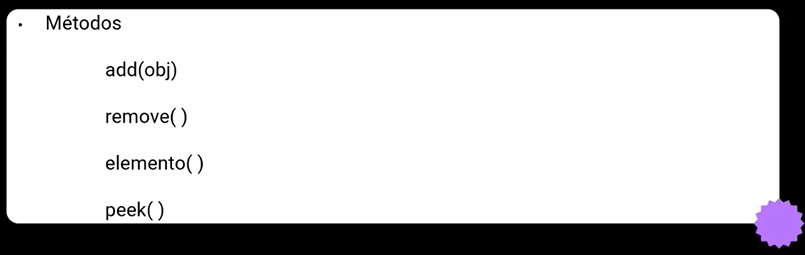 • Métodos
add(obj)
remove( )
elemento( )
peek( )